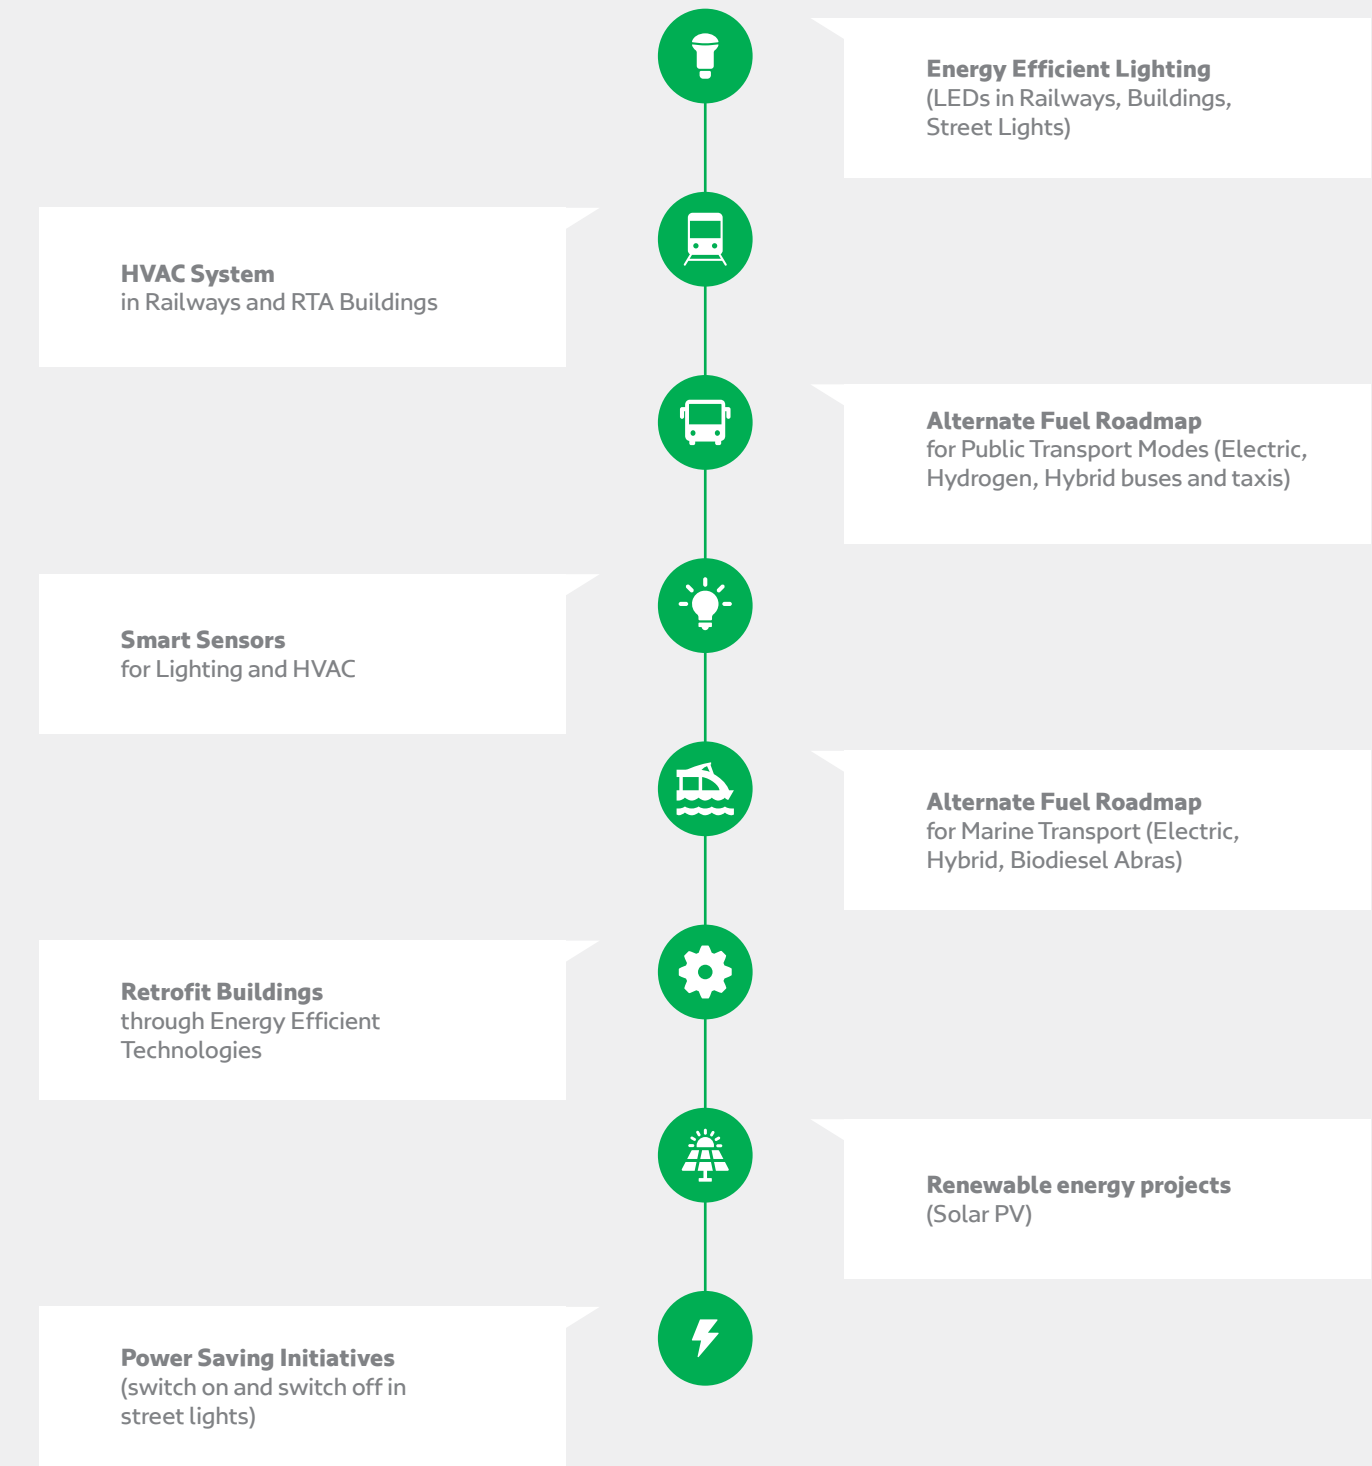 Energy Efficient Lighting
(LEDs in Railways, Buildings,
Street Lights)
HVAC System
in Railways and RTA Buildings
Alternate Fuel Roadmap
for Public Transport Modes (Electric,
Hydrogen, Hybrid buses and taxis)
Smart Sensors
for Lighting and HVAC
Alternate Fuel Roadmap
for Marine Transport (Electric,
Hybrid, Biodiesel Abras)
Retrofit Buildings
through Energy Efficient
Technologies
Renewable energy projects
(Solar PV)
Power Saving Initiatives
(switch on and switch off in
street lights)